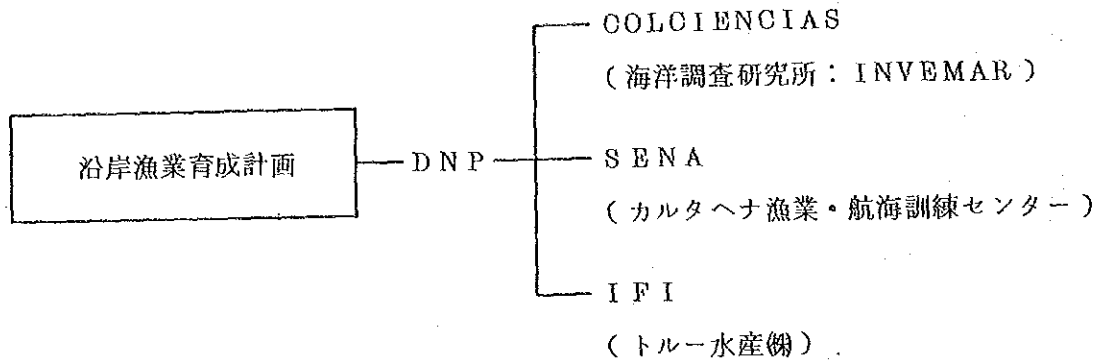 COLCIENCIAS
(海洋調査研究所：INVEMAR)
沿岸漁業育成計画
DNP
SENA
(カルタヘナ漁業・航海訓練センター)
IFI
(トルー水産㈱)